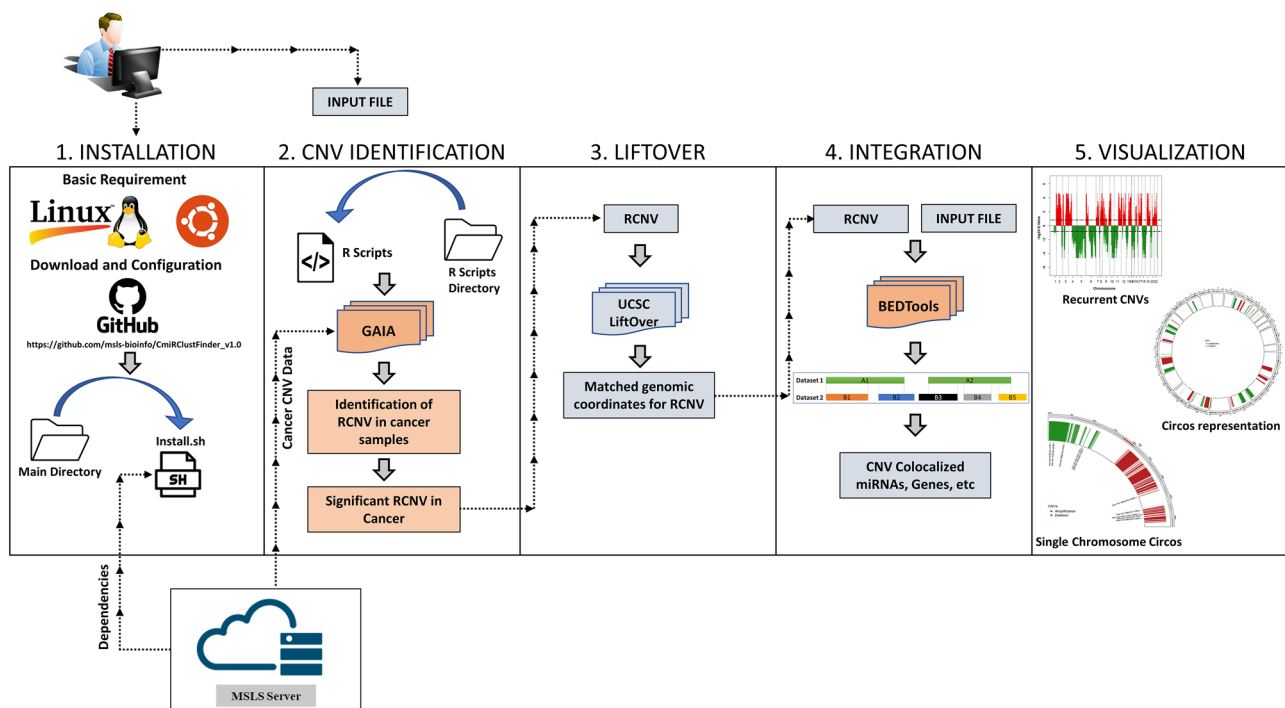 INPUT FILE
1. INSTALLATION
Basic Requirement
Linux
TM
Download and Configuration
GitHub
https://github.com/msls-bioinfo/CmiRClustFinder_v1.0
Install.sh
Main Directory
SH
Dependencies
MSLS Server
2. CNV IDENTIFICATION
R Scripts
R Scripts
Directory
GAIA
Cancer CNV Data
Identification of
RCNV in cancer
samples
Significant RCNV in
Cancer
3. LIFTOVER
RCNV
UCSC
LiftOver
Matched genomic
coordinates for RCNV
4. INTEGRATION
RCNV
INPUT FILE
BEDTools
Dataset 1
A1
A2
Dataset 2
B1
B2
B3
B4
B5
CNV Colocalized
miRNAs, Genes, etc
5. VISUALIZATION
Chromosome
Recurrent CNVs
Circos representation
CNVs
Amplification
Deletion
Single Chromosome Circos